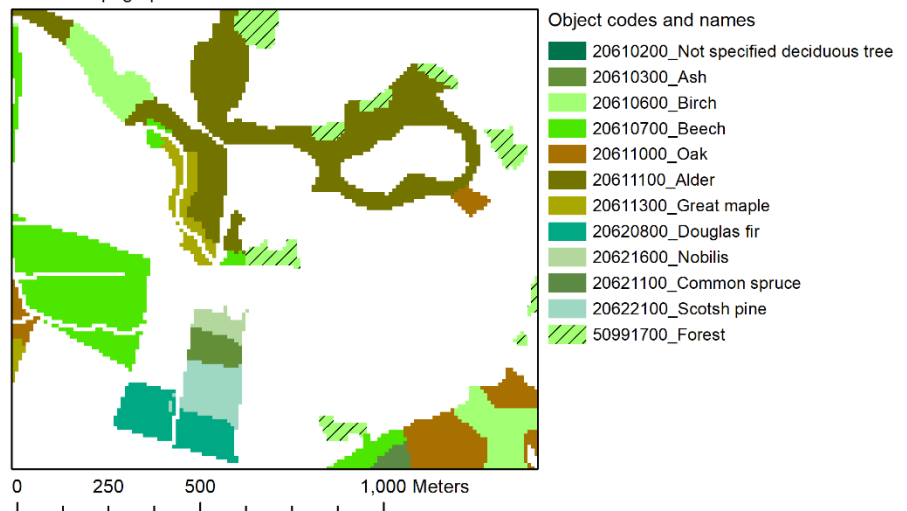 Object codes and names
20610200_Not specified deciduous tree
20610300_Ash
20610600_Birch
20610700_Beech
20611000_Oak
20611100_Alder
20611300_Great maple
20620800_Douglas fir
20621600_Nobilis
20621100_Common spruce
20622100_Scotsh pine
50991700_Forest
0 250 500 1,000 Meters